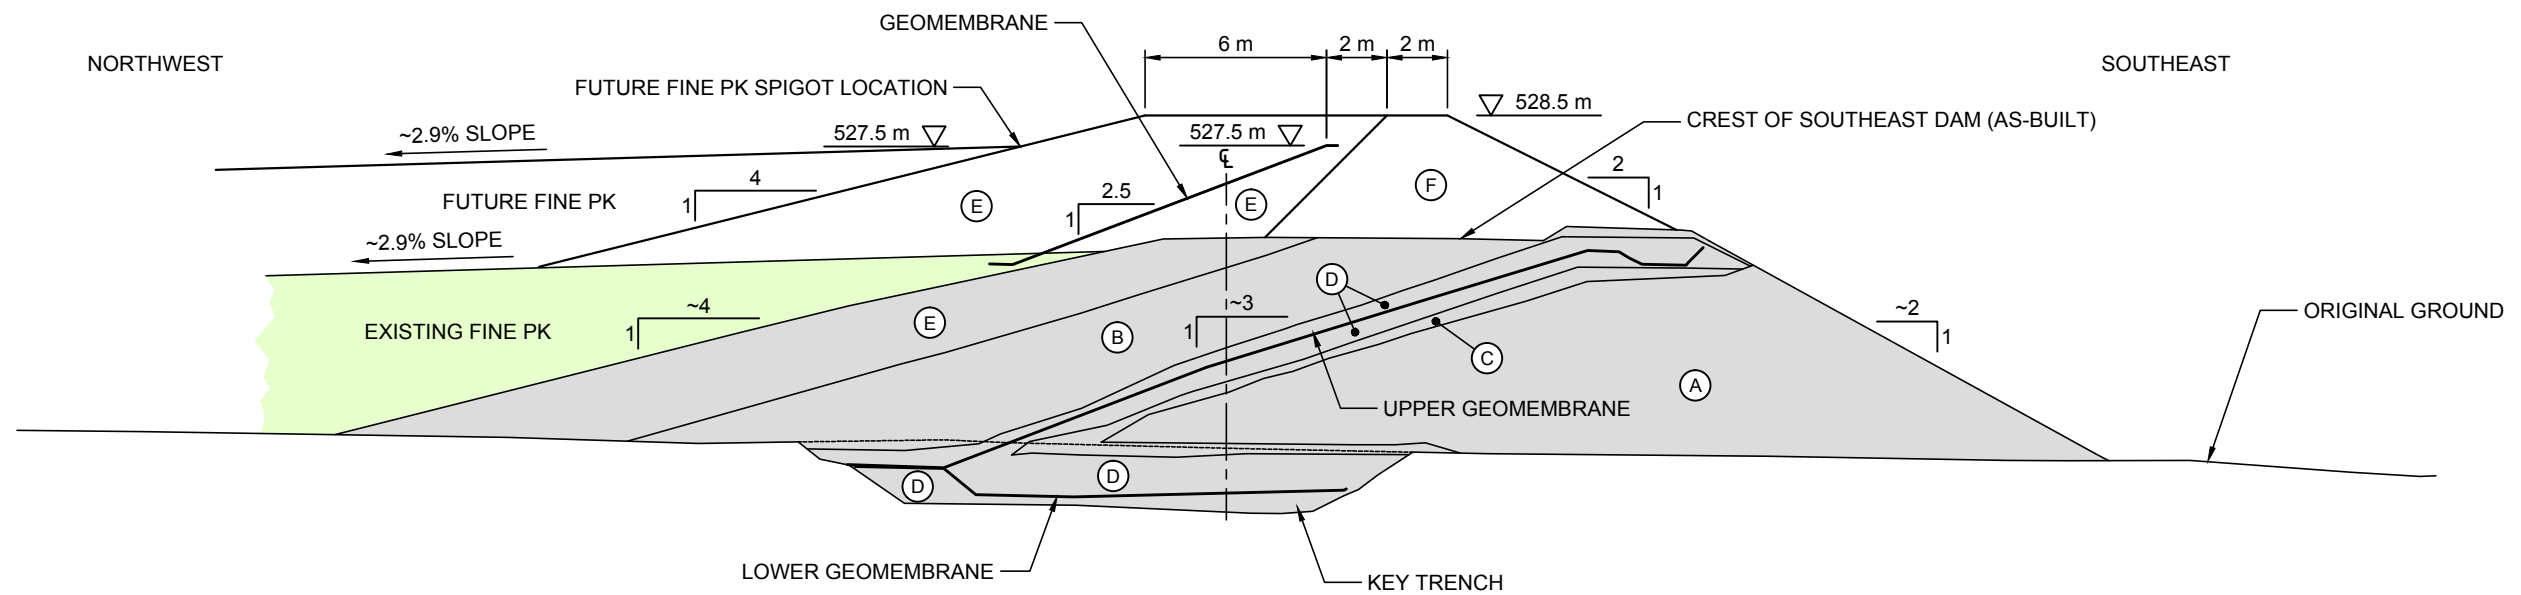 GEOMEMBRANE
6 m
2 m
2 m
NORTHWEST
SOUTHEAST
FUTURE FINE PK SPIGOT LOCATION
528.5 m
CREST OF SOUTHEAST DAM (AS-BUILT)
~2.9% SLOPE
527.5 m
527.5 m
℄
4
1
2.5
1
2
1
FUTURE FINE PK
E
E
F
~2.9% SLOPE
D
~4
1
~3
1
~2
1
ORIGINAL GROUND
EXISTING FINE PK
E
B
C
A
UPPER GEOMEMBRANE
D
D
LOWER GEOMEMBRANE
KEY TRENCH